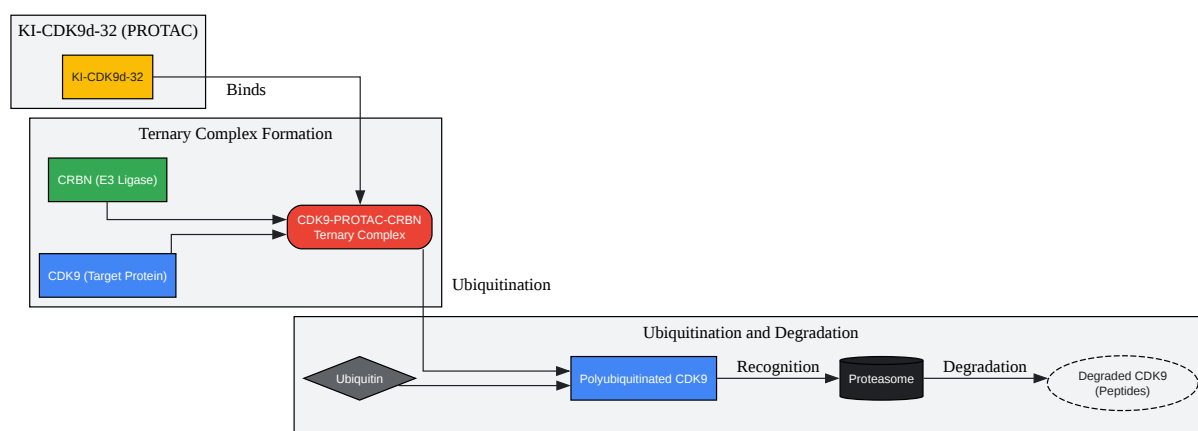 KI-CDK9d-32 (PROTAC)
KI-CDK9d-32
Binds
Ternary Complex Formation
CRBN (E3 Ligase)
CDK9-PROTAC-CRBN
Ternary Complex
CDK9 (Target Protein)
Ubiquitination
Ubiquitination and Degradation
Ubiquitin
Polyubiquitinated CDK9
Recognition
Proteasome
Degradation
Degraded CDK9
(Peptides)